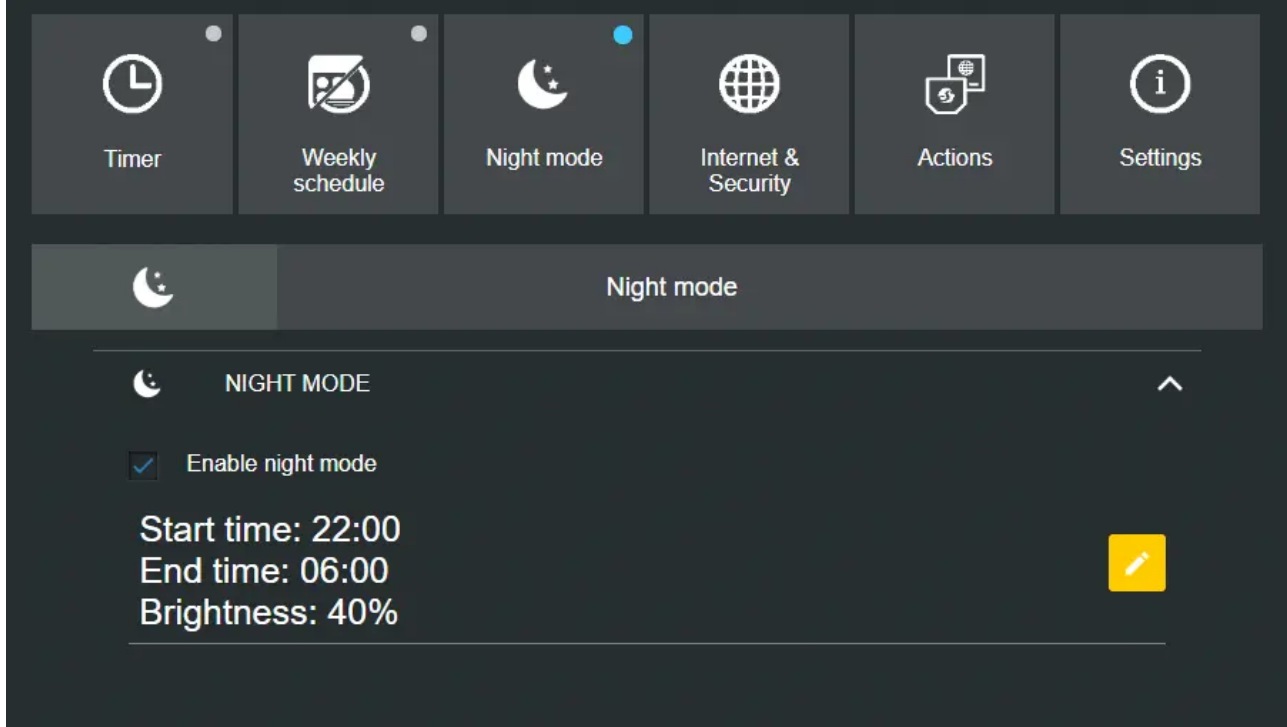 Timer
Weekly
schedule
Night mode
Internet &
Security
Actions
Settings
Night mode
NIGHT MODE
Enable night mode
Start time: 22:00
End time: 06:00
Brightness: 40%